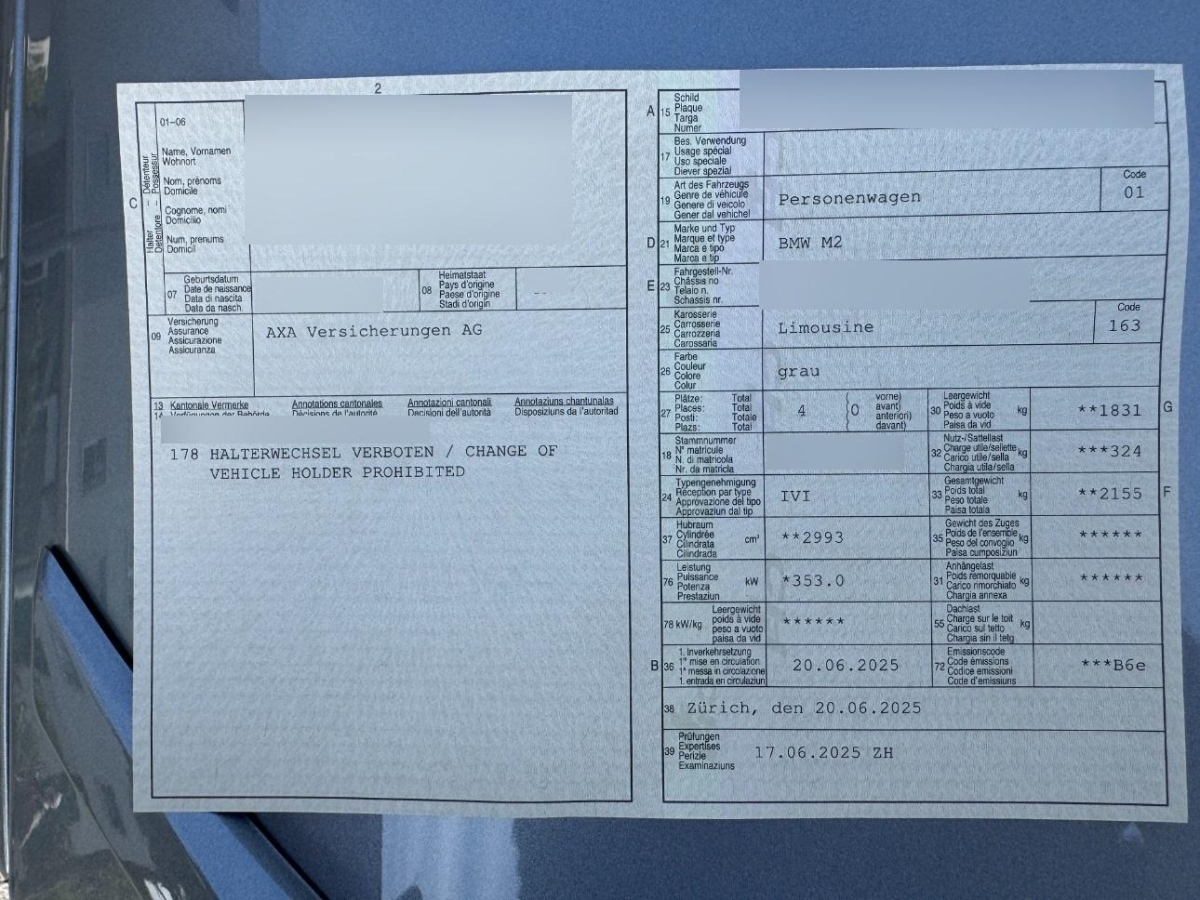 2
01-06
Name, Vornamen
Wohnort
Nom, prénoms
Domicile
Cognome, nomi
Domicilio
Num, prenums
Domicil
C
Halter – Détenteur
Detentore – Possessur
07
Geburtsdatum
Date de naissance
Data di nascita
Data da nasch.
08
Heimatstaat
Pays d'origine
Paese d'origine
Stadi d'origin
--
09
Versicherung
Assurance
Assicurazione
Assicuranza
AXA Versicherungen AG
13 Kantonale Vermerke Annotations cantonales Annotazioni cantonali Annotaziuns chantunalas
14 Verfügungen der Behörde Décisions de l'autorité Decisioni dell'autorità Disposiziuns da l'autoritad
178 HALTERWECHSEL VERBOTEN / CHANGE OF
VEHICLE HOLDER PROHIBITED
A 15
Schild
Plaque
Targa
Numer
17
Bes. Verwendung
Usage spécial
Uso speciale
Diever spezial
19
Art des Fahrzeugs
Genre de véhicule
Genere di veicolo
Gener dal vehichel
Personenwagen
Code
01
D 21
Marke und Typ
Marque et type
Marca e tipo
Marca e tip
BMW M2
E 23
Fahrgestell-Nr.
Châssis no
Telaio n.
Schassis nr.
25
Karosserie
Carrosserie
Carrozzeria
Carossaria
Limousine
Code
163
26
Farbe
Couleur
Colore
Colur
grau
27
Plätze: Total
Places: Total
Posti: Totale
Plazs: Total
4
(0
vorne)
avant)
anteriori)
davant)
30
Leergewicht
Poids à vide
Peso a vuoto
Paisa da vid
kg
**1831
G
18
Stammnummer
N° matricule
N. di matricola
Nr. da matricla
32
Nutz-/Sattellast
Charge utile/sellette
Carico utile/sella
Chargia utila/sella
kg
***324
24
Typengenehmigung
Réception par type
Approvazione del tipo
Approvaziun dal tip
IVI
33
Gesamtgewicht
Poids total
Peso totale
Paisa totala
kg
**2155
F
37
Hubraum
Cylindrée
Cilindrata
Cilindrada
cm³
**2993
35
Gewicht des Zuges
Poids de l'ensemble
Peso del convoglio
Paisa cumposiziun
kg
******
76
Leistung
Puissance
Potenza
Prestaziun
kW
*353.0
31
Anhängelast
Poids remorquable
Carico rimorchiato
Chargia annexa
kg
******
78 kW/kg
Leergewicht
poids à vide
peso a vuoto
paisa da vid
******
55
Dachlast
Charge sur le toit
Carico sul tetto
Chargia sin il tetg
kg
B 36
1. Inverkehrsetzung
1re mise en circulation
1a messa in circolazione
1. entrada en circulaziun
20.06.2025
72
Emissionscode
Code émissions
Codice emissioni
Code d'emissiuns
***B6e
38 Zürich, den 20.06.2025
39
Prüfungen
Expertises
Perizie
Examinaziuns
17.06.2025 ZH